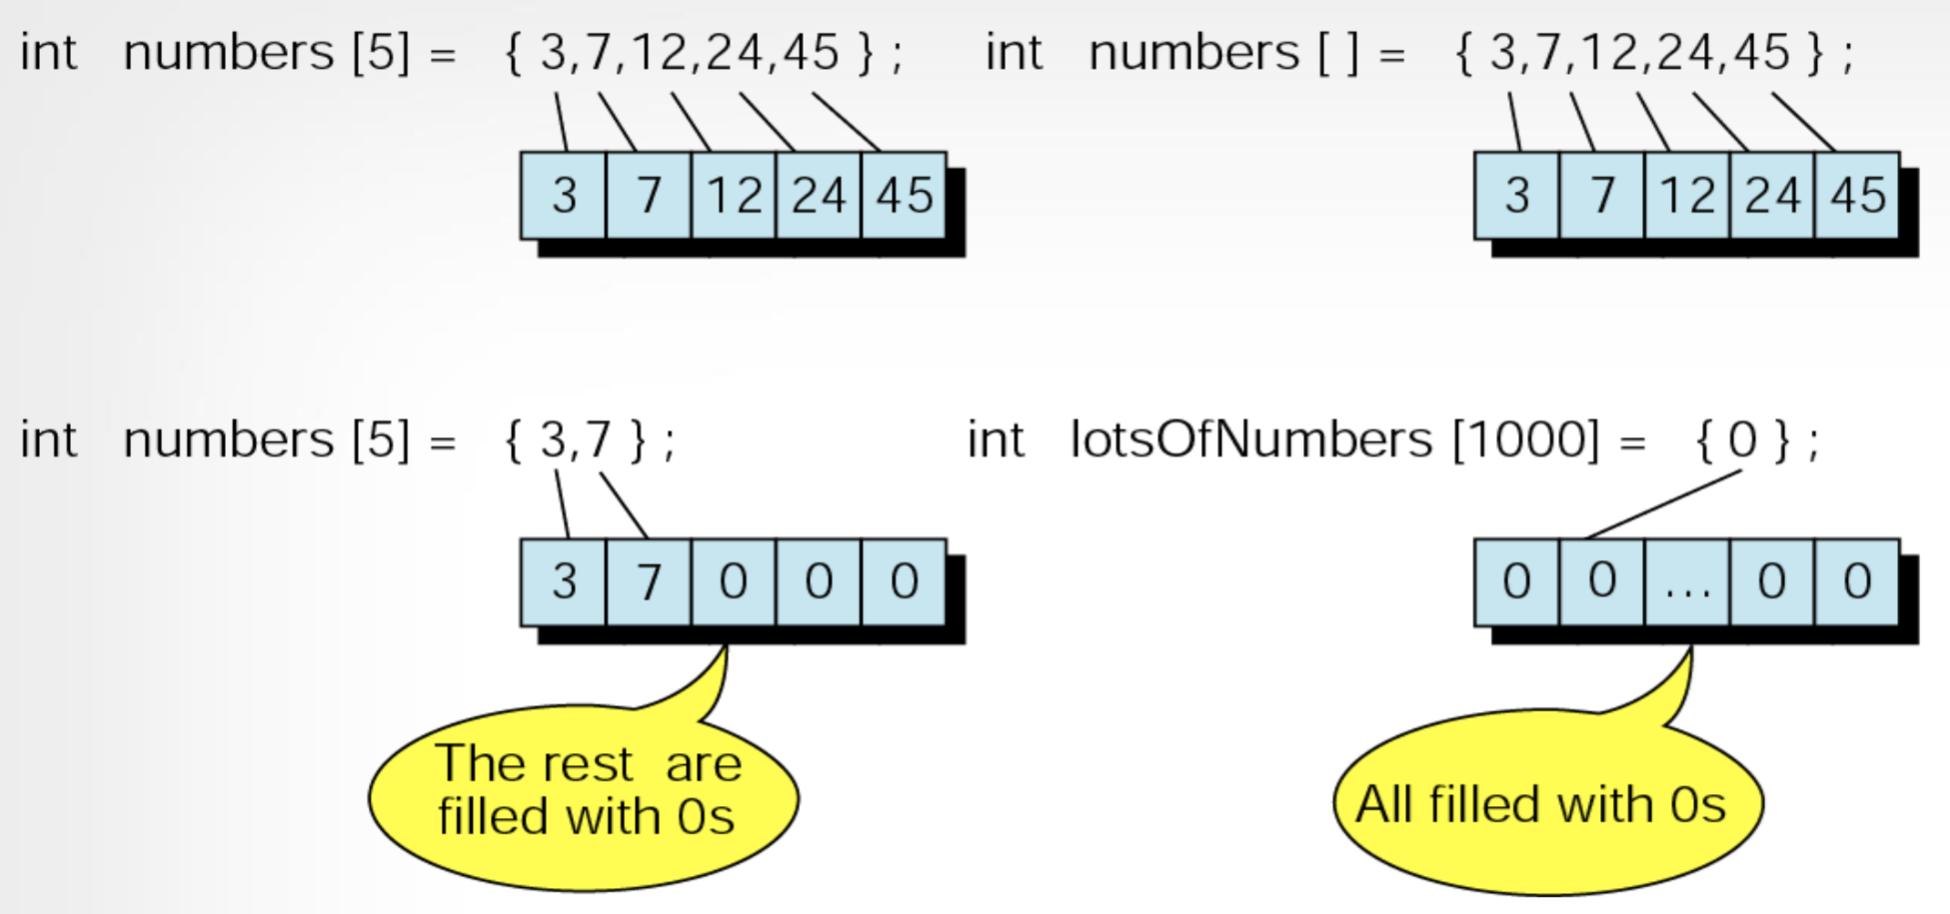 int numbers [5] = { 3,7,12,24,45 } ;
3 7 12 24 45
int numbers [ ] = { 3,7,12,24,45 } ;
3 7 12 24 45
int numbers [5] = { 3,7 } ;
3 7 0 0 0
The rest are
filled with 0s
int lotsOfNumbers [1000] = { 0 } ;
0 0 ... 0 0
All filled with 0s